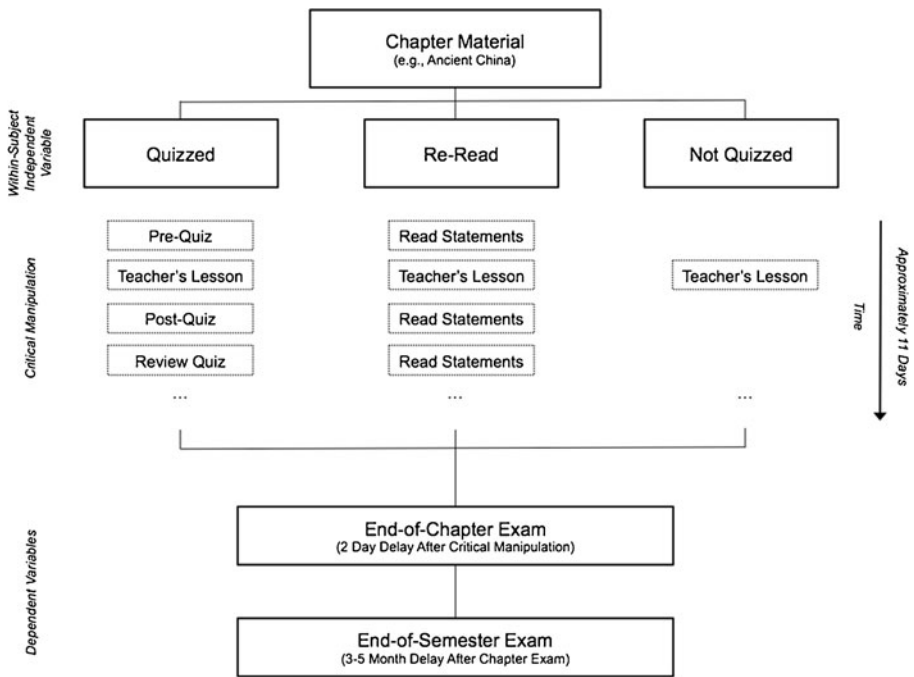 Chapter Material
(e.g., Ancient China)
Within-Subject
Independent
Variable
Quizzed
Re-Read
Not Quizzed
Critical Manipulation
Pre-Quiz
Read Statements
Teacher's Lesson
Teacher's Lesson
Teacher's Lesson
Post-Quiz
Read Statements
Review Quiz
Read Statements
...
...
...
Approximately 11 Days
Time
Dependent Variables
End-of-Chapter Exam
(2 Day Delay After Critical Manipulation)
End-of-Semester Exam
(3-5 Month Delay After Chapter Exam)